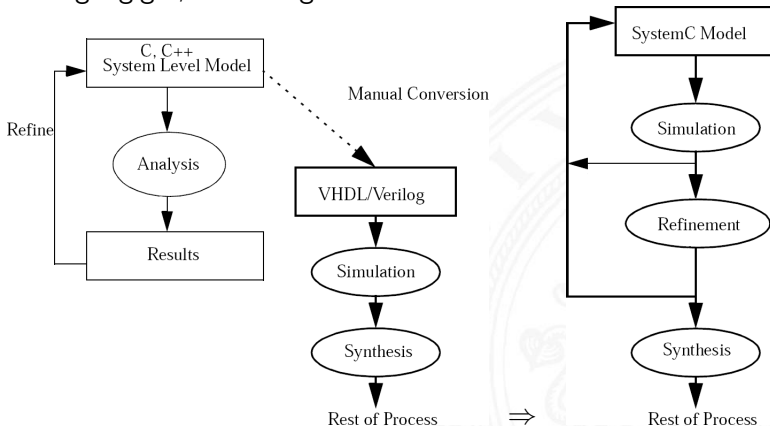 C, C++
System Level Model
Refine
Analysis
Results
Manual Conversion
VHDL/Verilog
Simulation
Synthesis
Rest of Process
⇒
SystemC Model
Simulation
Refinement
Synthesis
Rest of Process